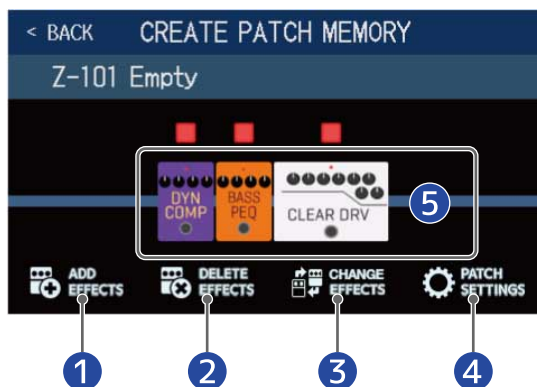 < BACK CREATE PATCH MEMORY
Z-101 Empty
DYN
COMP
BASS
PEQ
CLEAR DRV
5
ADD
EFFECTS
DELETE
EFFECTS
CHANGE
EFFECTS
PATCH
SETTINGS
1 2 3 4